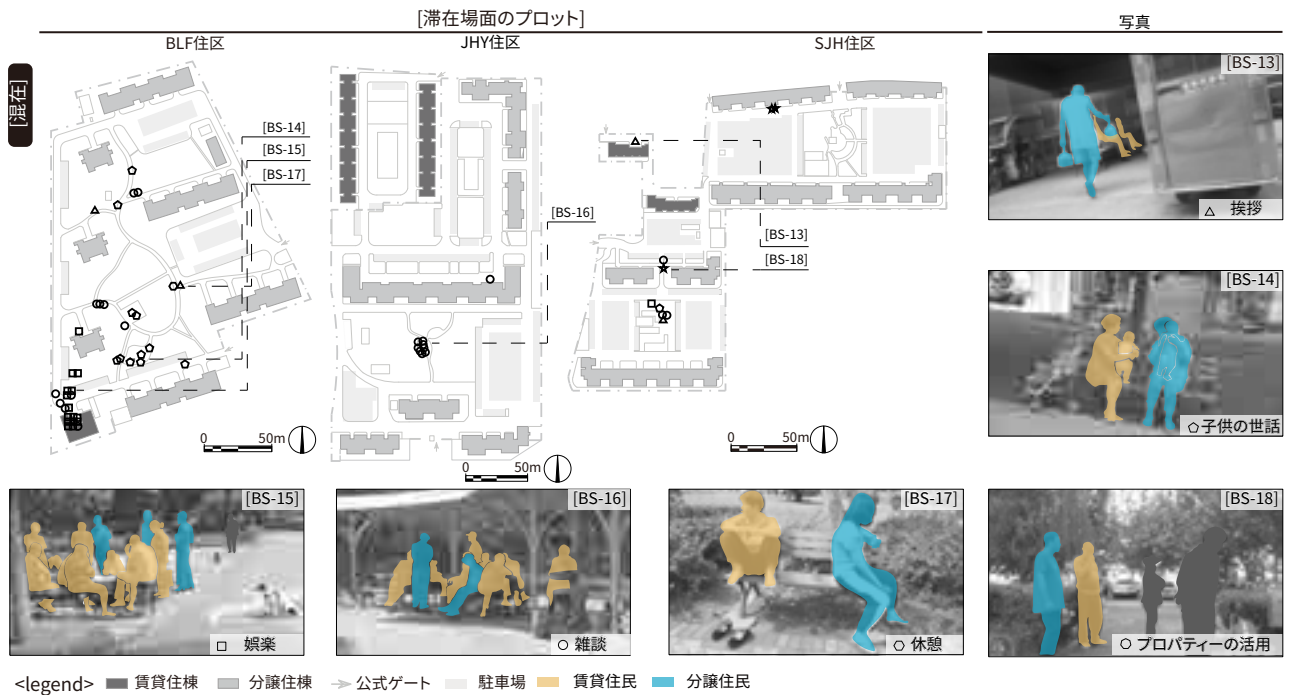 [滞在場面のプロット]
写真
BLF住区
JHY住区
SJH住区
[混在]
[BS-14]
[BS-15]
[BS-17]
[BS-16]
[BS-13]
[BS-18]
0 50m
0 50m
0 50m
[BS-13]
△ 挨拶
[BS-14]
子供の世話
[BS-15]
□ 娯楽
[BS-16]
○ 雑談
[BS-17]
休憩
[BS-18]
プロパティーの活用
<legend> 賃貸住棟 分譲住棟 公式ゲート 駐車場 賃貸住民 分譲住民